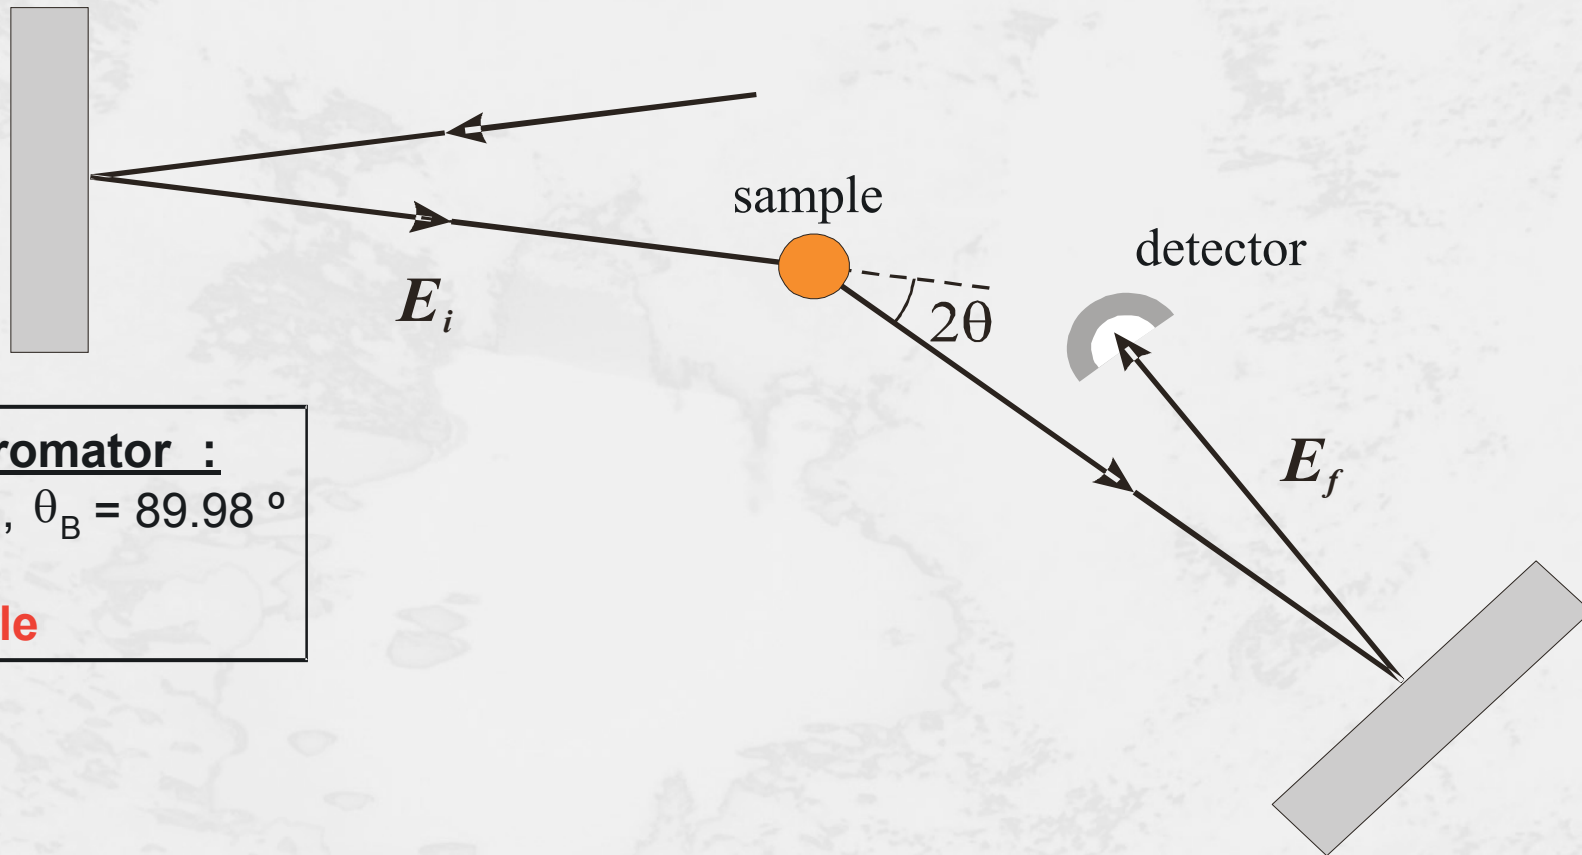 sample
detector
2θ
E_i
E_f
romator :
, θ_B = 89.98 º
le